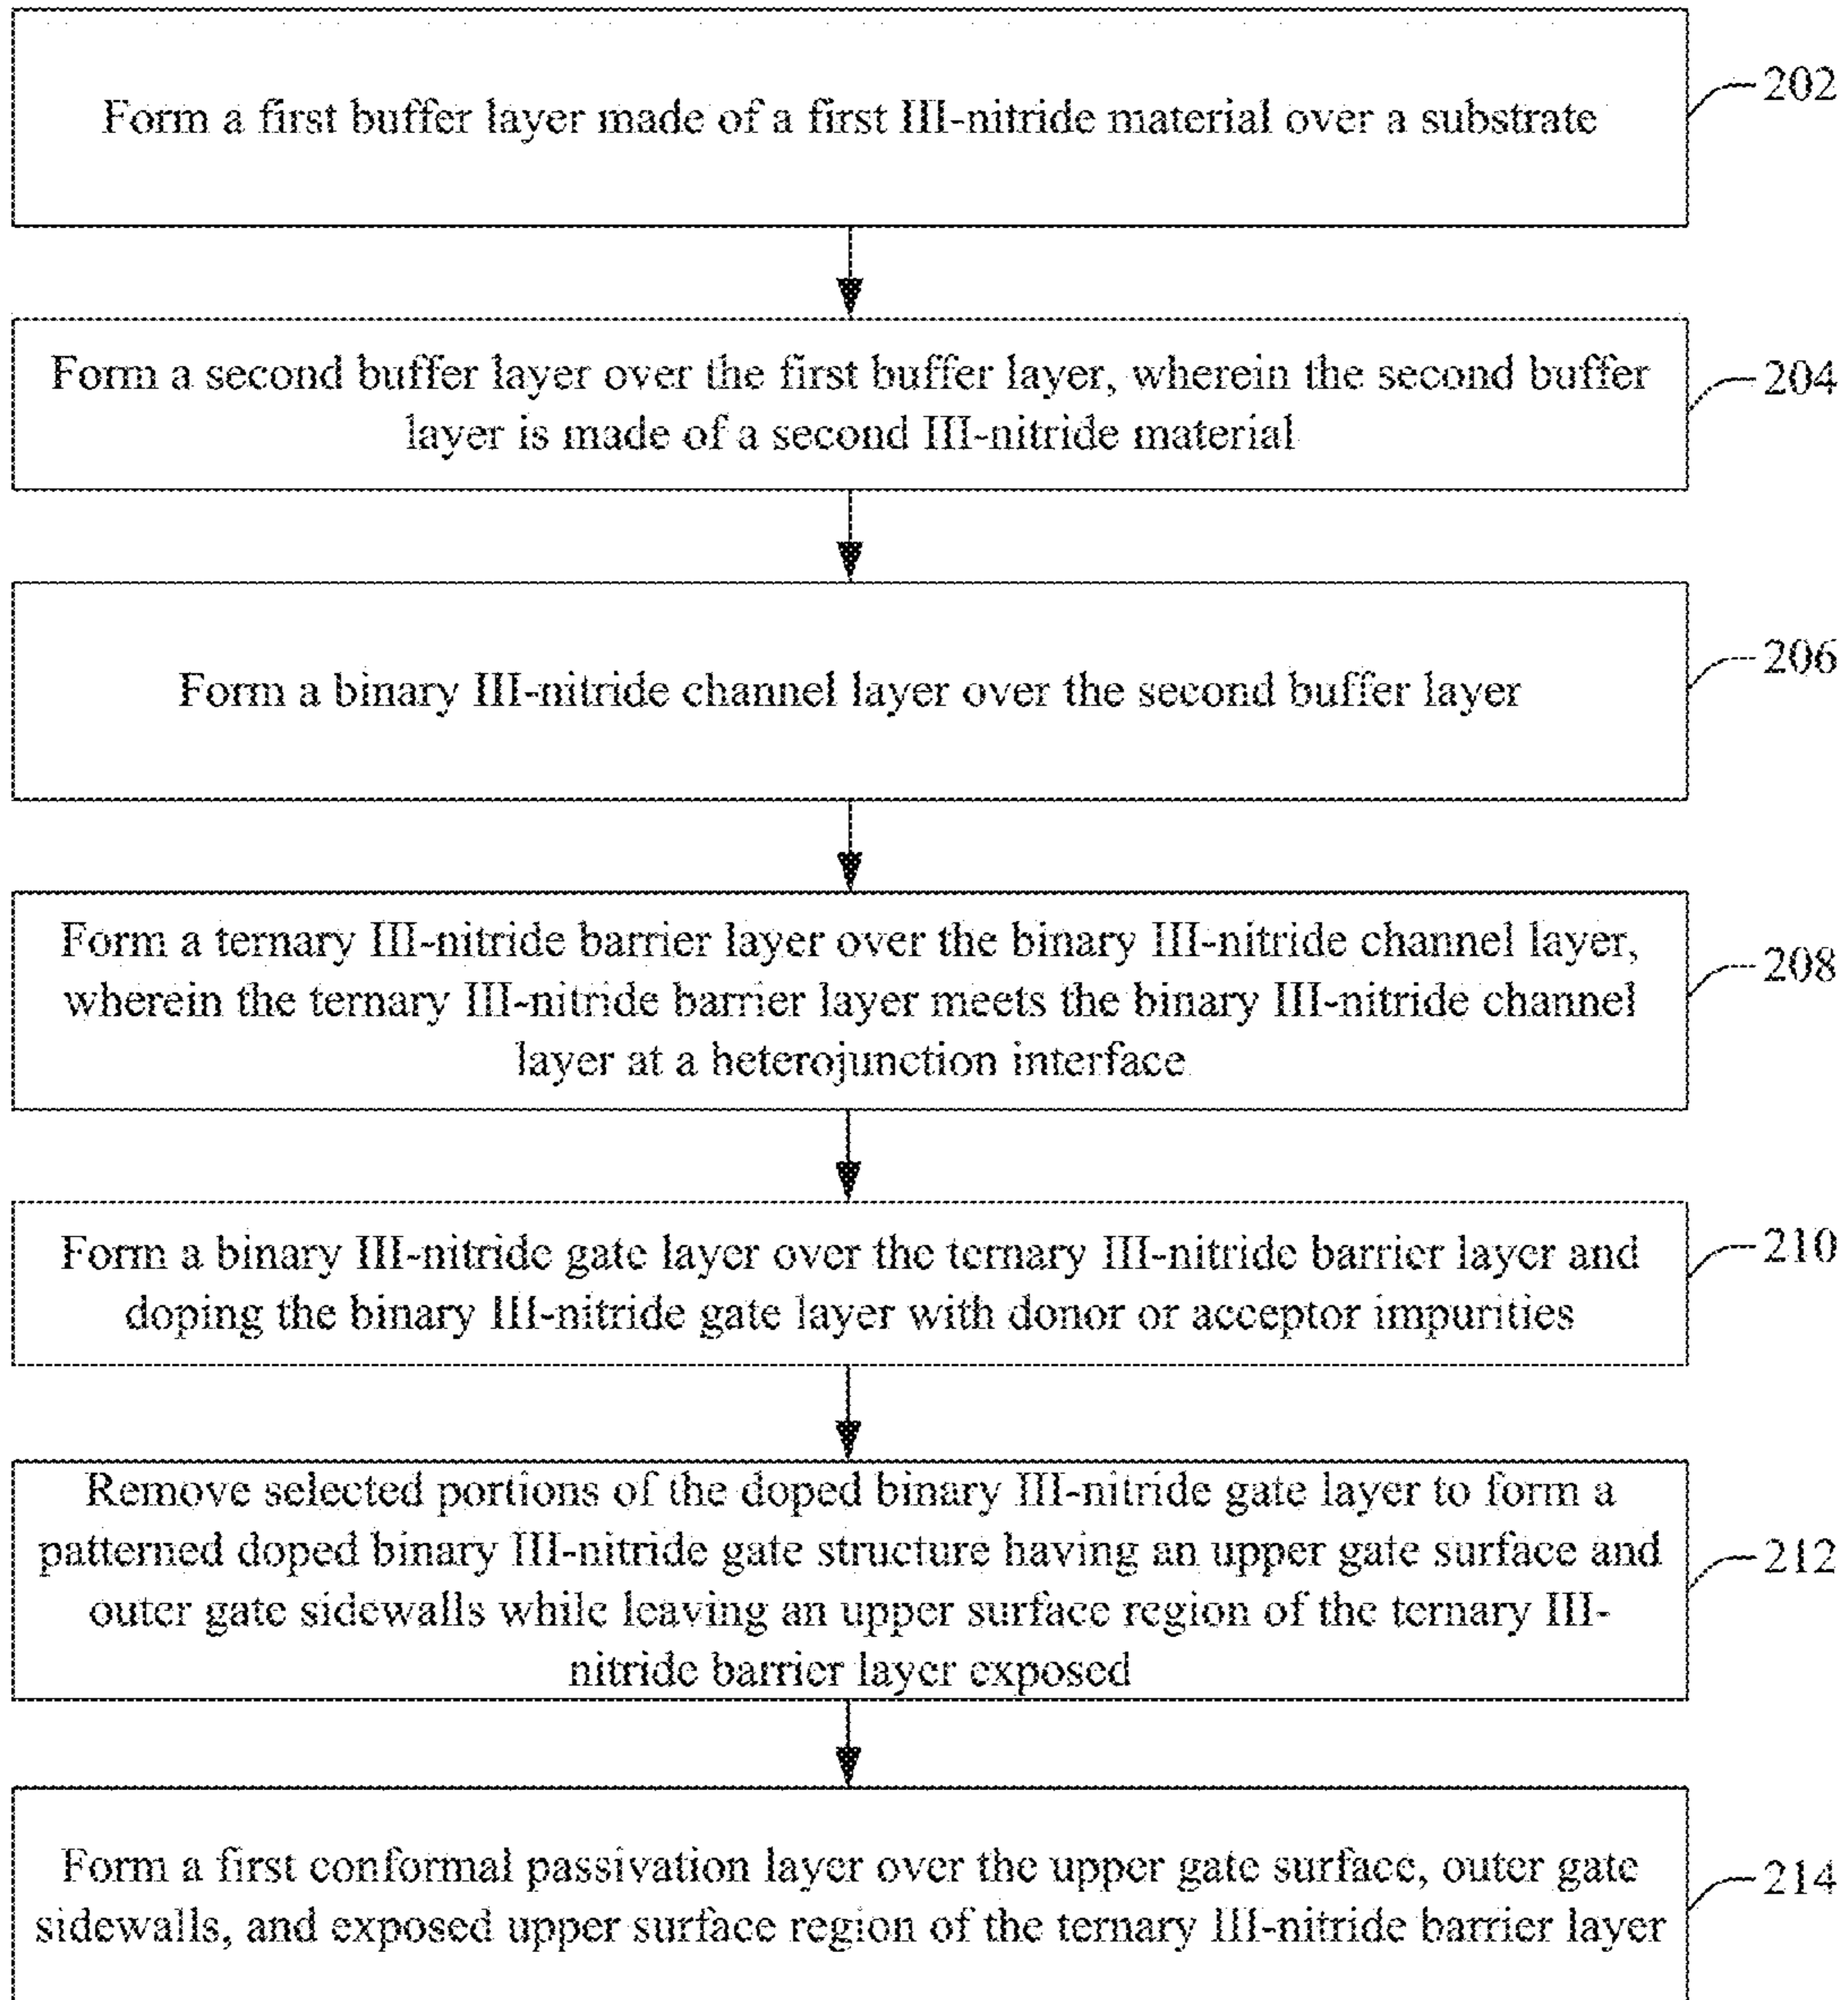 Form a first buffer layer made of a first III-nitride material over a substrate
202
Form a second buffer layer over the first buffer layer, wherein the second buffer
layer is made of a second III-nitride material
204
Form a binary III-nitride channel layer over the second buffer layer
206
Form a ternary III-nitride barrier layer over the binary III-nitride channel layer,
wherein the ternary III-nitride barrier layer meets the binary III-nitride channel
layer at a heterojunction interface
208
Form a binary III-nitride gate layer over the ternary III-nitride barrier layer and
doping the binary III-nitride gate layer with donor or acceptor impurities
210
Remove selected portions of the doped binary III-nitride gate layer to form a
patterned doped binary III-nitride gate structure having an upper gate surface and
outer gate sidewalls while leaving an upper surface region of the ternary III-
nitride barrier layer exposed
212
Form a first conformal passivation layer over the upper gate surface, outer gate
sidewalls, and exposed upper surface region of the ternary III-nitride barrier layer
214